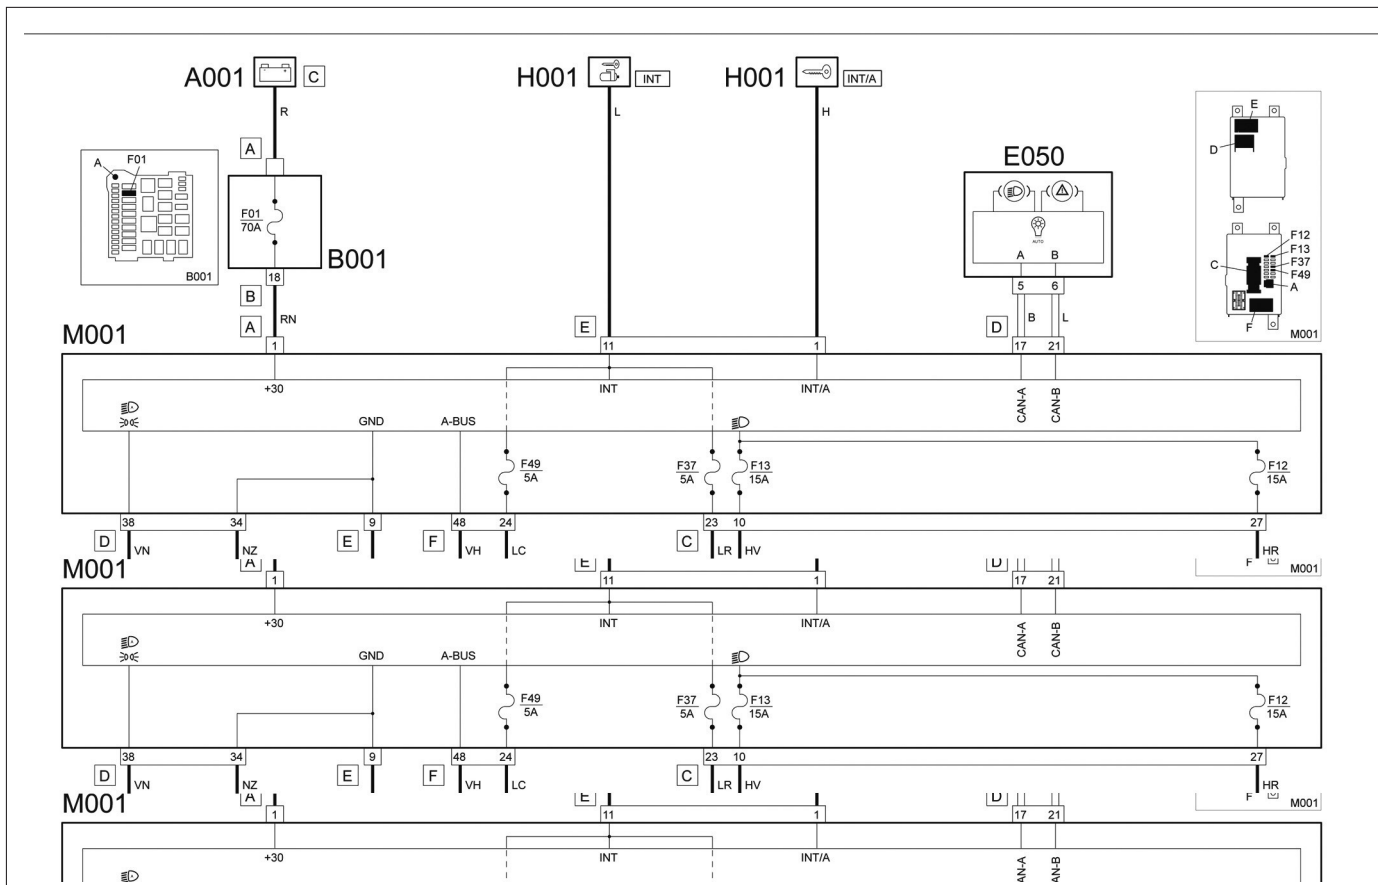 A001 C H001 INT H001 INT/A
R L H
E
D
A
A F01
E050
F01
70A
B001
B001
AUTO
A B
F12
F13
F37
F49
C
A
F
M001
18
5 6
B
RN
B L
A E D
M001
1 11 1 17 21
+30 INT INT/A CAN-A CAN-B
GND A-BUS
F49
5A
F37
5A
F13
15A
F12
15A
38 34 9 48 24 23 10 27
D VN NZ E F VH LC C LR HV HR
M001 A E D F M001
1 11 1 17 21
+30 INT INT/A CAN-A CAN-B
GND A-BUS
F49
5A
F37
5A
F13
15A
F12
15A
38 34 9 48 24 23 10 27
D VN NZ E F VH LC C LR HV HR
M001 A E D F M001
1 11 1 17 21
+30 INT INT/A